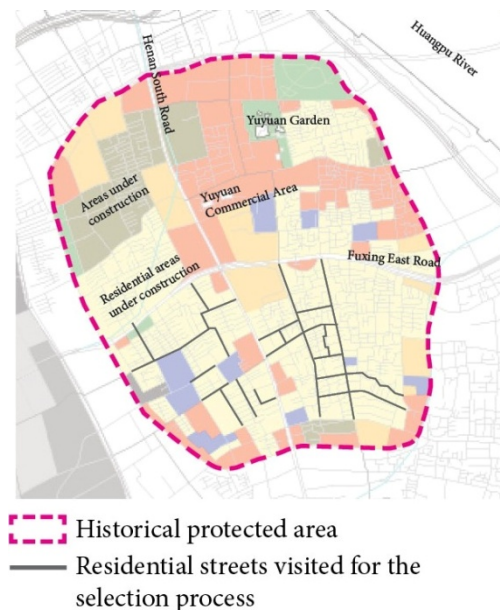 Huangpu River
Henan South Road
Yuyuan Garden
Areas under
construction
Yuyuan
Commercial Area
Fuxing East Road
Residential areas
under construction
Historical protected area
Residential streets visited for the
selection process